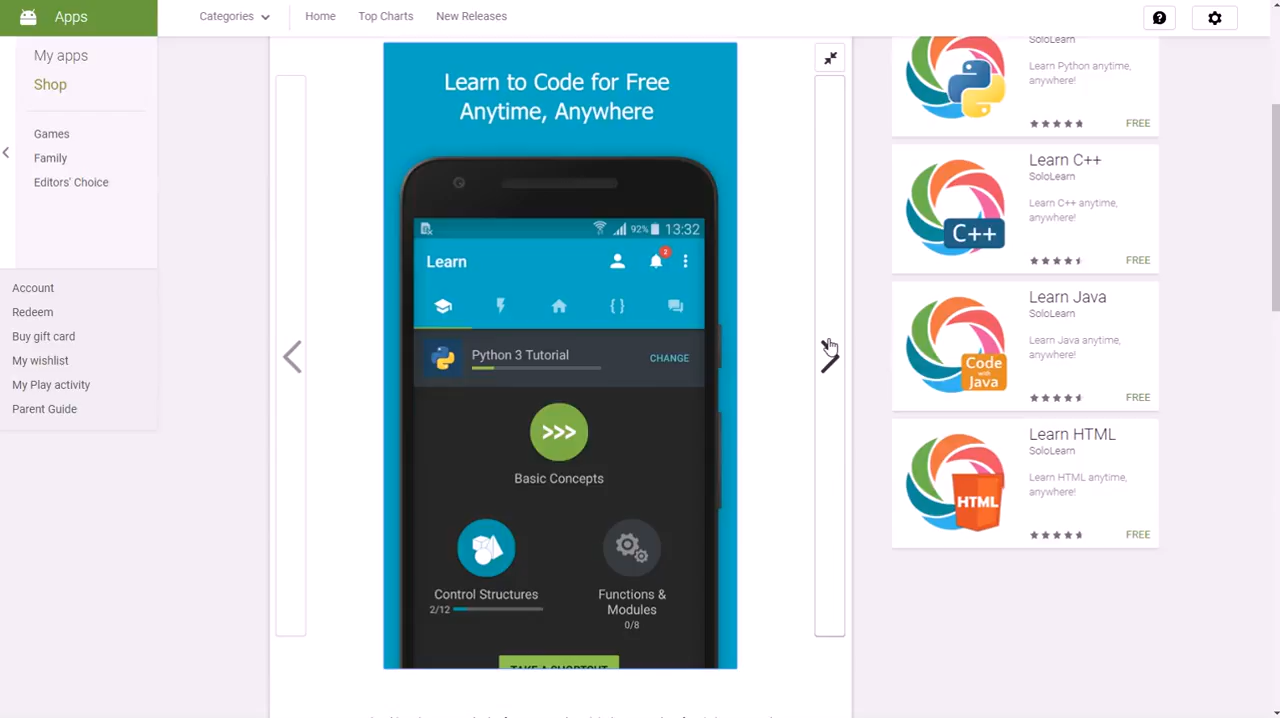 Apps
Categories
Home
Top Charts
New Releases
My apps
Shop
Games
Family
Editors' Choice
Account
Redeem
Buy gift card
My wishlist
My Play activity
Parent Guide
Learn to Code for Free
Anytime, Anywhere
92%
13:32
Learn
2
Python 3 Tutorial
CHANGE
>>>
Basic Concepts
Control Structures
2/12
Functions &
Modules
0/8
TAKE A SHORTCUT
SoloLearn
Learn Python anytime,
anywhere!
FREE
C++
Learn C++
SoloLearn
Learn C++ anytime,
anywhere!
FREE
Code
with
Java
Learn Java
SoloLearn
Learn Java anytime,
anywhere!
FREE
HTML
Learn HTML
SoloLearn
Learn HTML anytime,
anywhere!
FREE